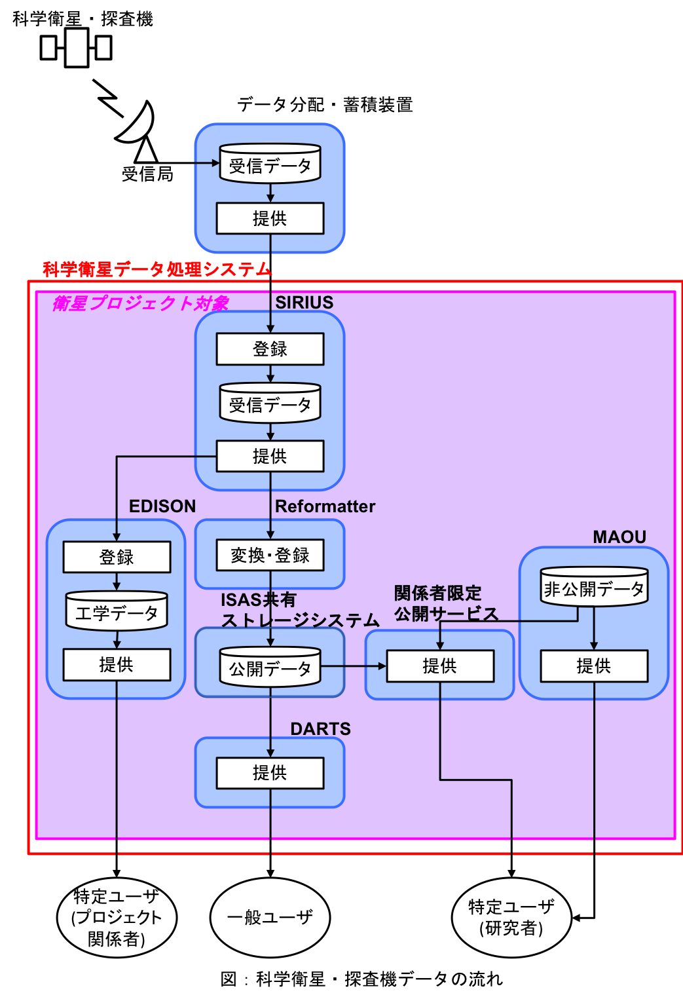 科学衛星・探査機
データ分配・蓄積装置
受信データ
受信局
提供
科学衛星データ処理システム
衛星プロジェクト対象
SIRIUS
登録
受信データ
提供
EDISON
登録
工学データ
提供
Reformatter
変換・登録
ISAS共有
ストレージシステム
公開データ
関係者限定
公開サービス
提供
MAOU
非公開データ
提供
DARTS
提供
特定ユーザ
(プロジェクト
関係者)
一般ユーザ
特定ユーザ
(研究者)
図：科学衛星・探査機データの流れ